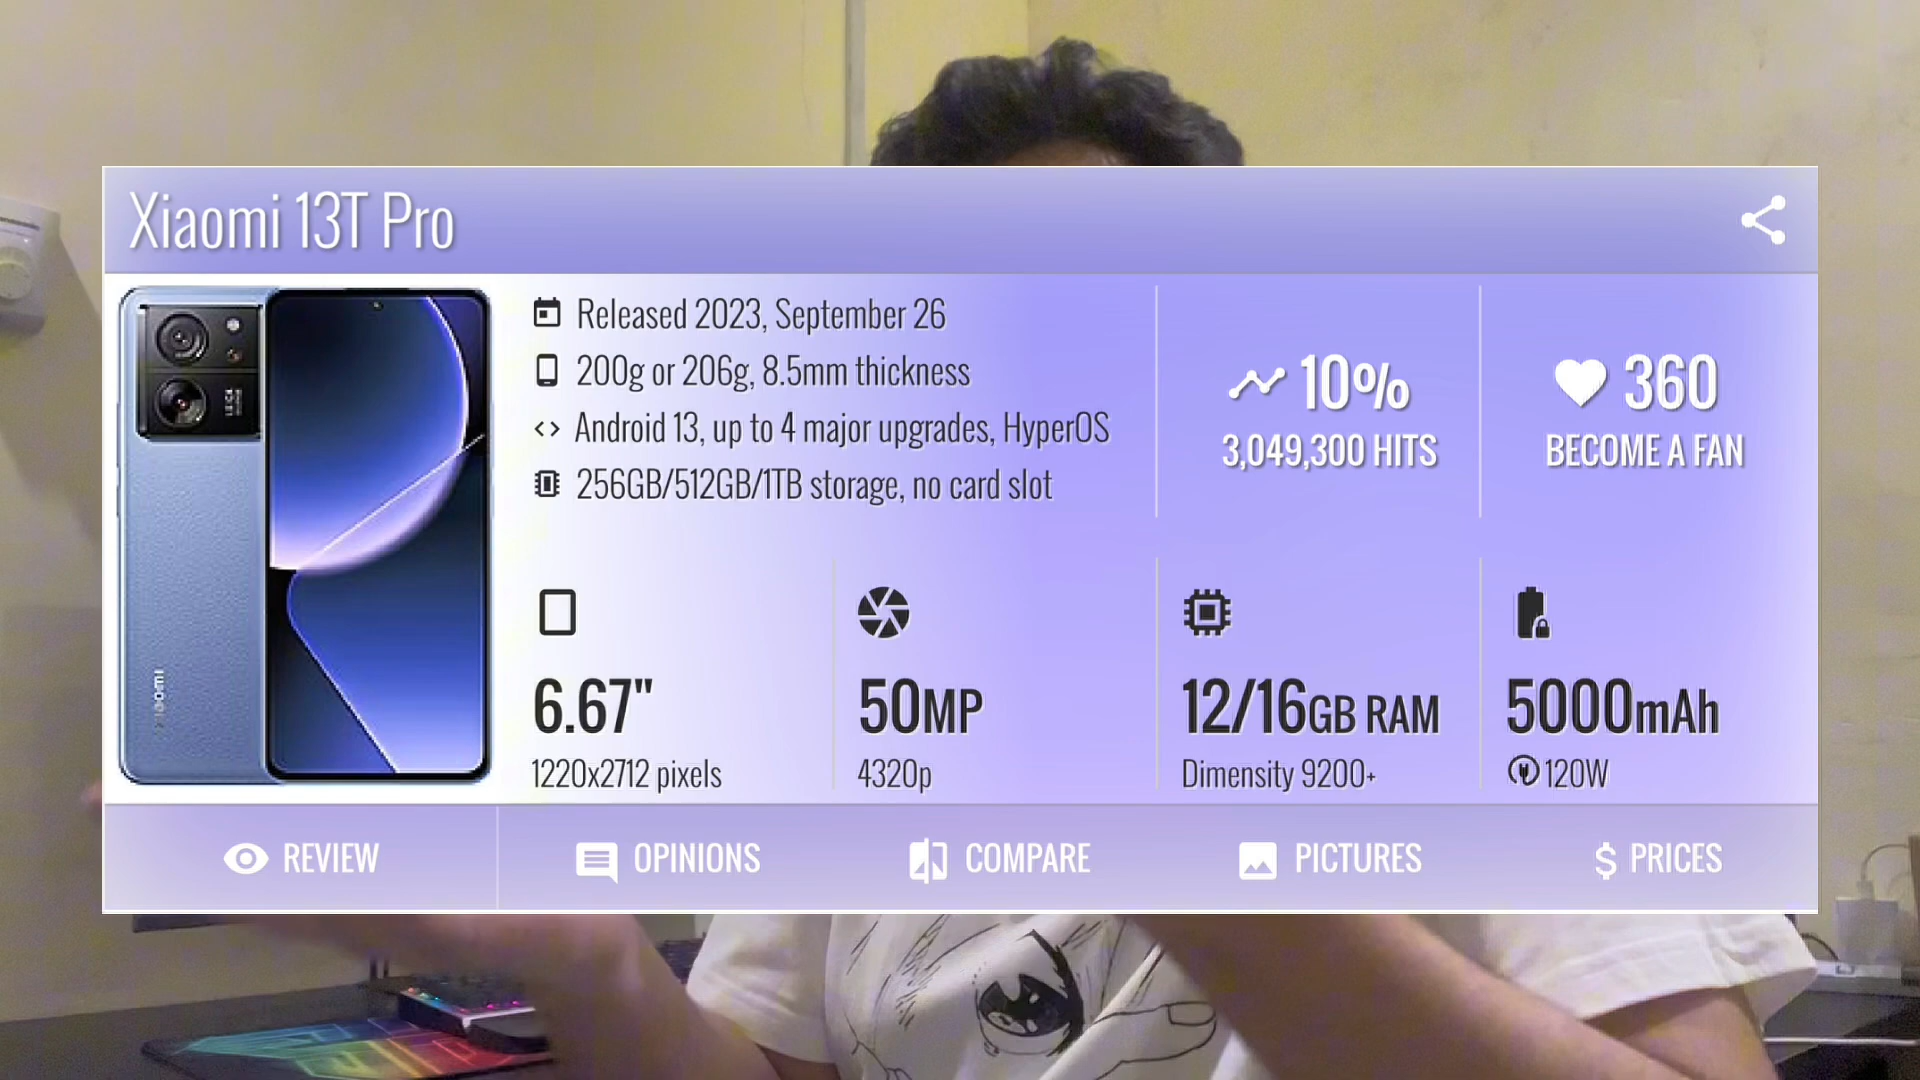 Xiaomi 13T Pro
Released 2023, September 26
200g or 206g, 8.5mm thickness
Android 13, up to 4 major upgrades, HyperOS
256GB/512GB/1TB storage, no card slot
10%
3,049,300 HITS
360
BECOME A FAN
6.67"
1220x2712 pixels
50MP
4320p
12/16GB RAM
Dimensity 9200+
5000mAh
120W
REVIEW
OPINIONS
COMPARE
PICTURES
$ PRICES
xiaomi
LEICA